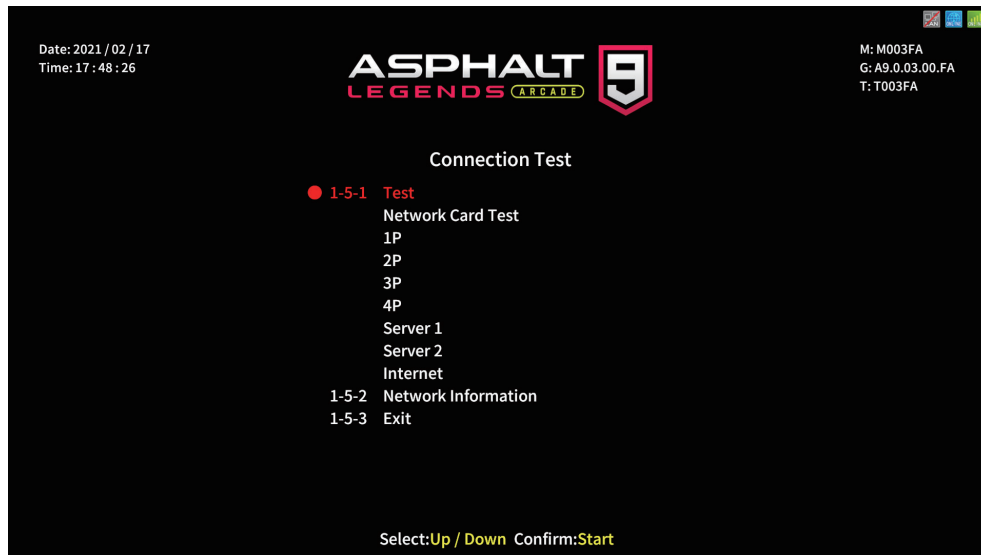 Date: 2021 / 02 / 17
Time: 17 : 48 : 26
ASPHALT 9
LEGENDS ARCADE
M: M003FA
G: A9.0.03.00.FA
T: T003FA
Connection Test
1-5-1 Test
Network Card Test
1P
2P
3P
4P
Server 1
Server 2
Internet
1-5-2 Network Information
1-5-3 Exit
Select:Up / Down Confirm:Start